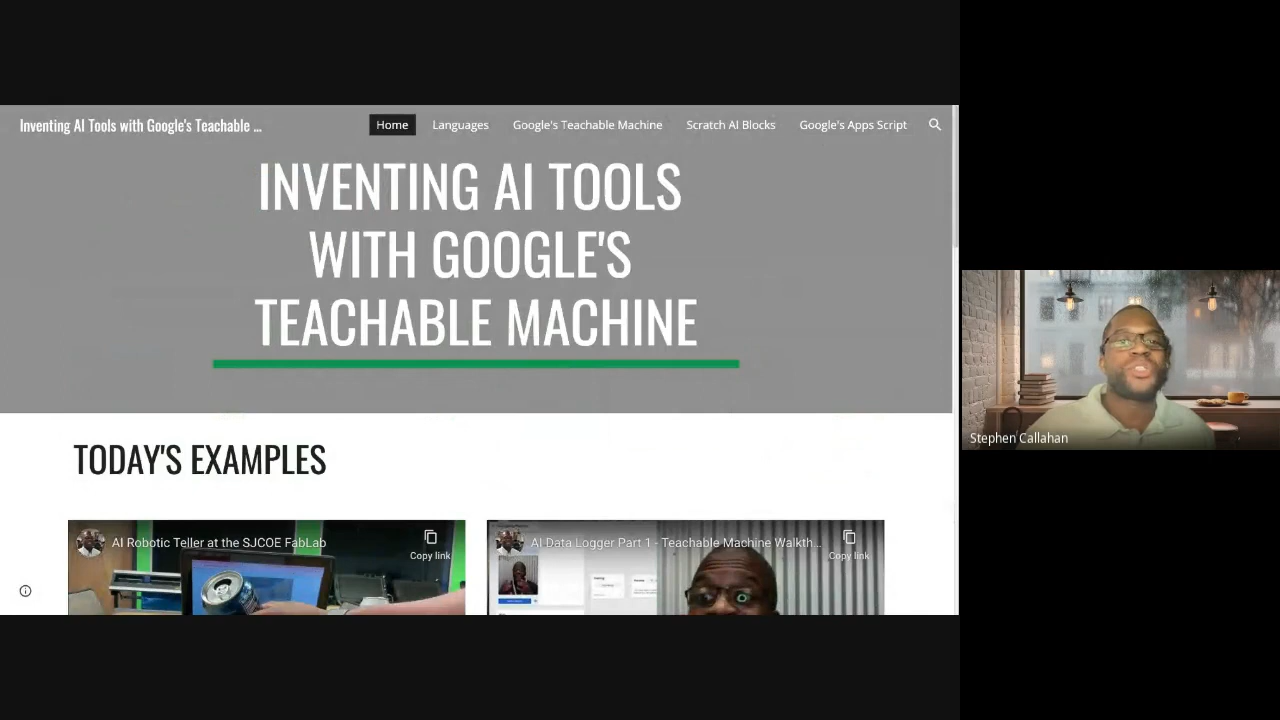 Inventing AI Tools with Google's Teachable ...
Home
Languages
Google's Teachable Machine
Scratch AI Blocks
Google's Apps Script
INVENTING AI TOOLS
WITH GOOGLE'S
TEACHABLE MACHINE
TODAY'S EXAMPLES
AI Robotic Teller at the SJCOE FabLab
Copy link
AI Data Logger Part 1 - Teachable Machine Walkth...
Copy link
Stephen Callahan